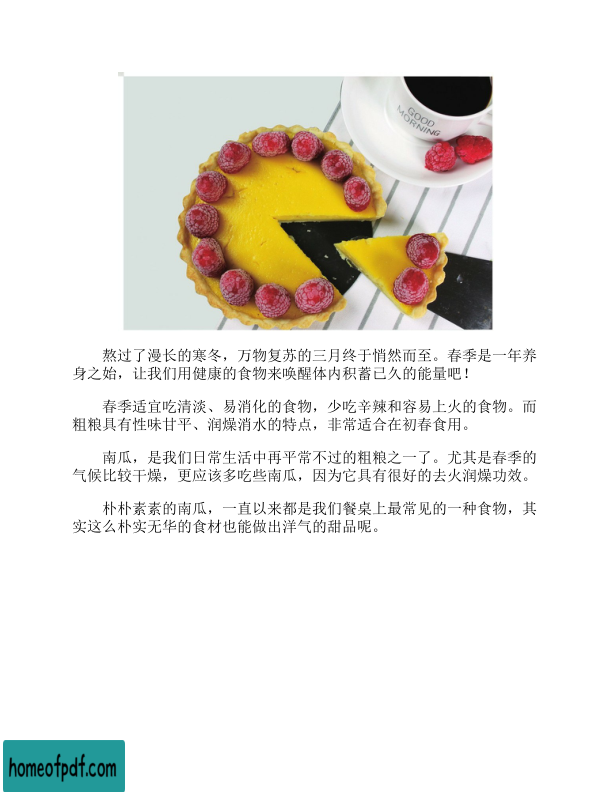 GOOD
MORNING
熬过了漫长的寒冬，万物复苏的三月终于悄然而至。春季是一年养
身之始，让我们用健康的食物来唤醒体内积蓄已久的能量吧！
春季适宜吃清淡、易消化的食物，少吃辛辣和容易上火的食物。而
粗粮具有性味甘平、润燥消水的特点，非常适合在初春食用。
南瓜，是我们日常生活中再平常不过的粗粮之一了。尤其是春季的
气候比较干燥，更应该多吃些南瓜，因为它具有很好的去火润燥功效。
朴朴素素的南瓜，一直以来都是我们餐桌上最常见的一种食物，其
实这么朴实无华的食材也能做出洋气的甜品呢。
homeofpdf.com